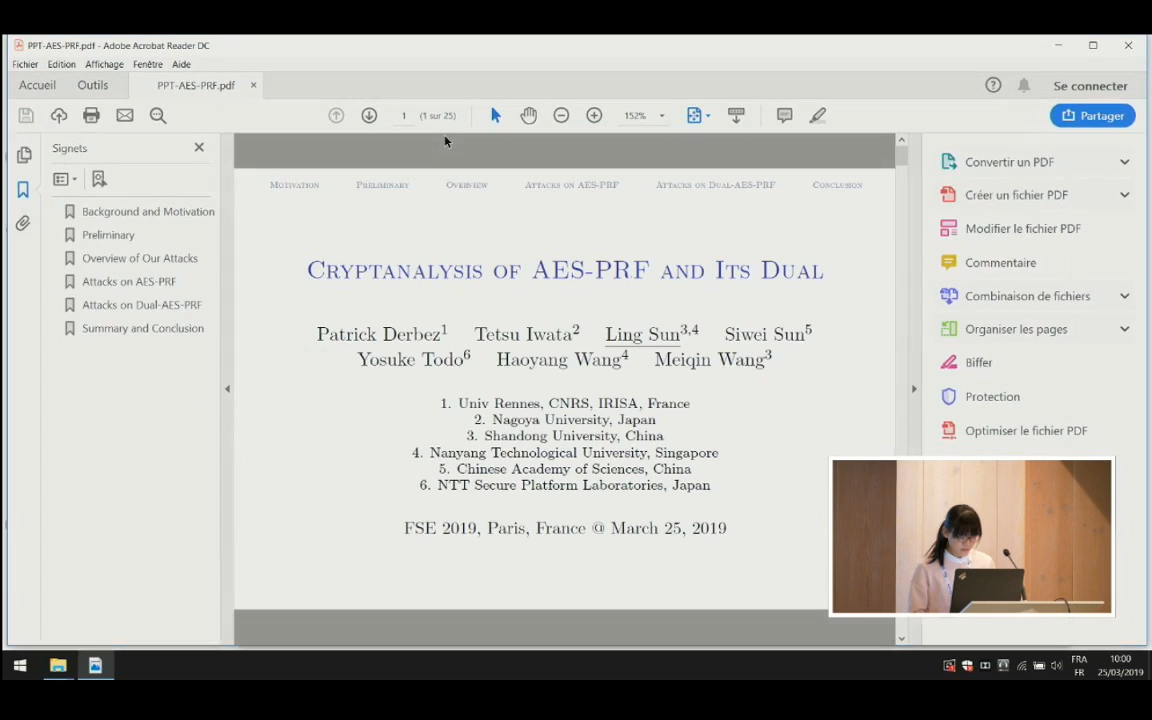 PPT-AES-PRF.pdf - Adobe Acrobat Reader DC
Fichier Edition Affichage Fenêtre Aide
Accueil Outils PPT-AES-PRF.pdf Se connecter
1 (1 sur 25) 152% Partager
Signets
Background and Motivation
Preliminary
Overview of Our Attacks
Attacks on AES-PRF
Attacks on Dual-AES-PRF
Summary and Conclusion
Motivation Preliminary Overview Attacks on AES-PRF Attacks on Dual-AES-PRF Conclusion
Cryptanalysis of AES-PRF and Its Dual
Patrick Derbez1 Tetsu Iwata2 Ling Sun3,4 Siwei Sun5
Yosuke Todo6 Haoyang Wang4 Meiqin Wang3
1. Univ Rennes, CNRS, IRISA, France
2. Nagoya University, Japan
3. Shandong University, China
4. Nanyang Technological University, Singapore
5. Chinese Academy of Sciences, China
6. NTT Secure Platform Laboratories, Japan
FSE 2019, Paris, France @ March 25, 2019
Convertir un PDF
Créer un fichier PDF
Modifier le fichier PDF
Commentaire
Combinaison de fichiers
Organiser les pages
Biffer
Protection
Optimiser le fichier PDF
FRA 10:00
FR 25/03/2019